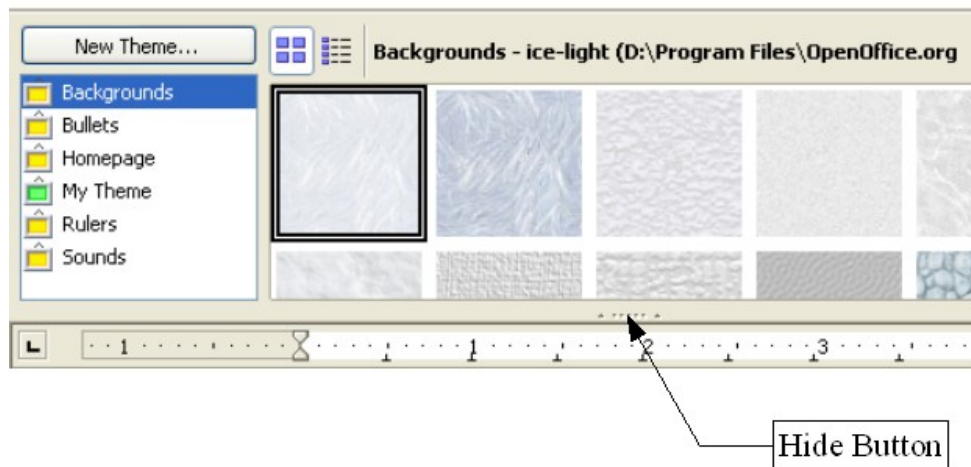 New Theme...
Backgrounds - ice-light (D:\Program Files\OpenOffice.org
Backgrounds
Bullets
Homepage
My Theme
Rulers
Sounds
1 1 2 3
Hide Button